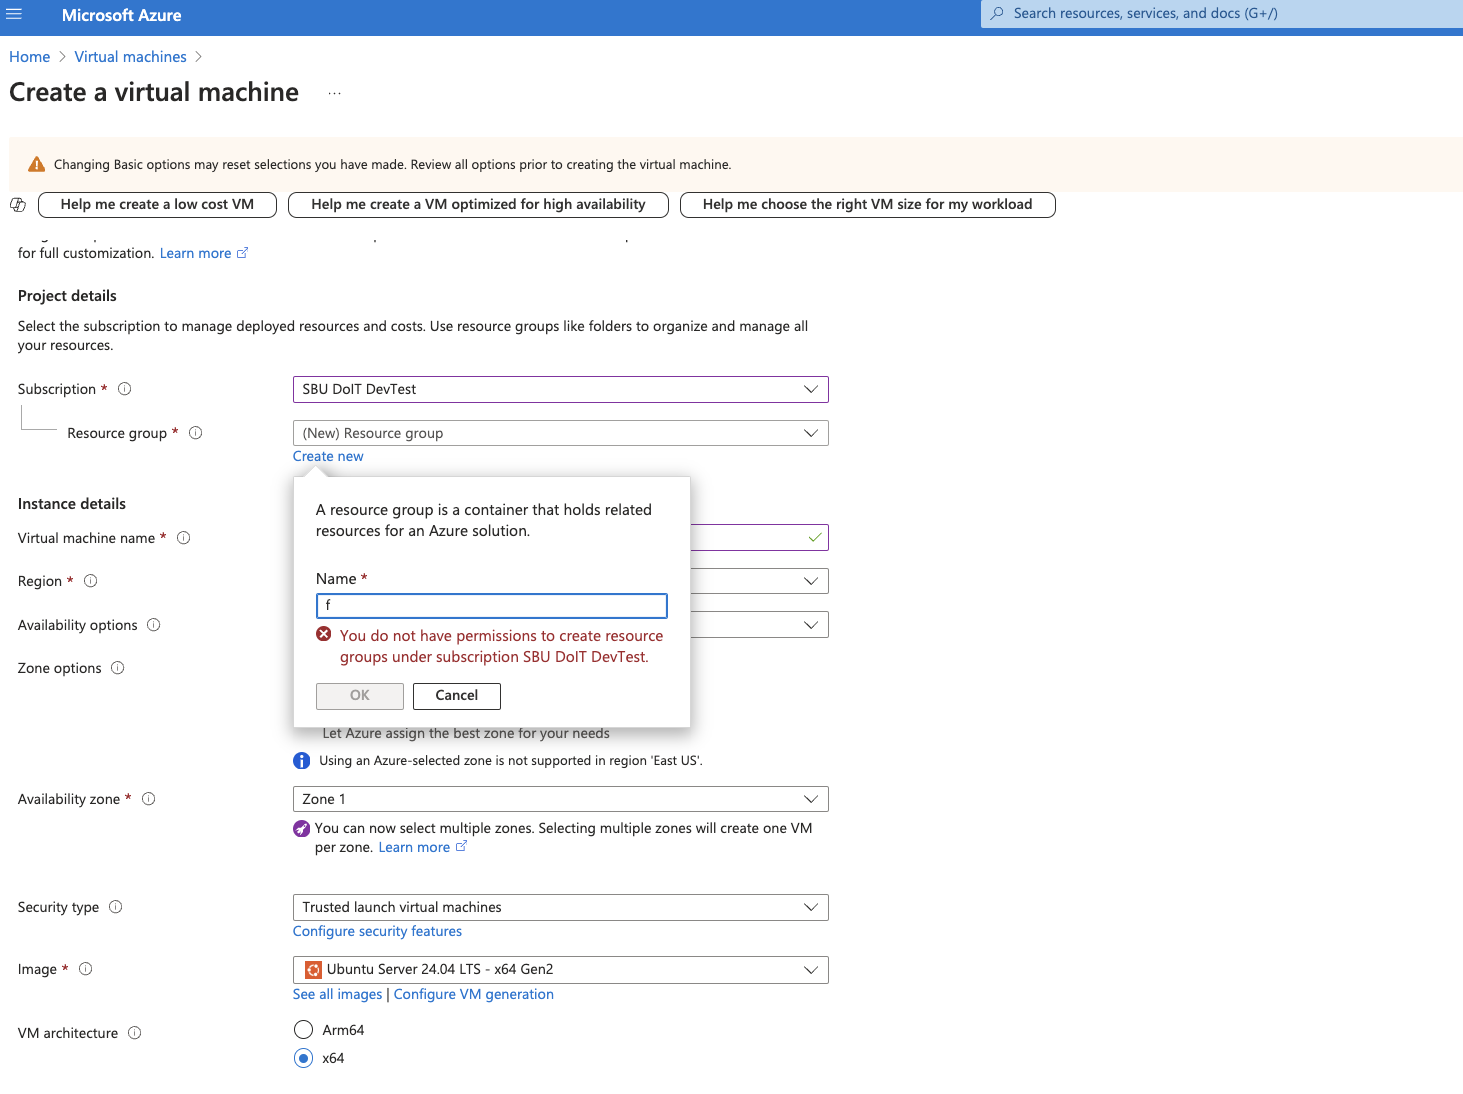 Microsoft Azure
Search resources, services, and docs (G+/)
Home > Virtual machines >
Create a virtual machine ...
Changing Basic options may reset selections you have made. Review all options prior to creating the virtual machine.
Help me create a low cost VM
Help me create a VM optimized for high availability
Help me choose the right VM size for my workload
for full customization. Learn more
Project details
Select the subscription to manage deployed resources and costs. Use resource groups like folders to organize and manage all
your resources.
Subscription *
SBU DoIT DevTest
Resource group *
(New) Resource group
Create new
A resource group is a container that holds related
resources for an Azure solution.
Name *
f
You do not have permissions to create resource
groups under subscription SBU DoIT DevTest.
OK
Cancel
Instance details
Virtual machine name *
Region *
Availability options
Zone options
Let Azure assign the best zone for your needs
Using an Azure-selected zone is not supported in region 'East US'.
Availability zone *
Zone 1
You can now select multiple zones. Selecting multiple zones will create one VM
per zone. Learn more
Security type
Trusted launch virtual machines
Configure security features
Image *
Ubuntu Server 24.04 LTS - x64 Gen2
See all images | Configure VM generation
VM architecture
Arm64
x64